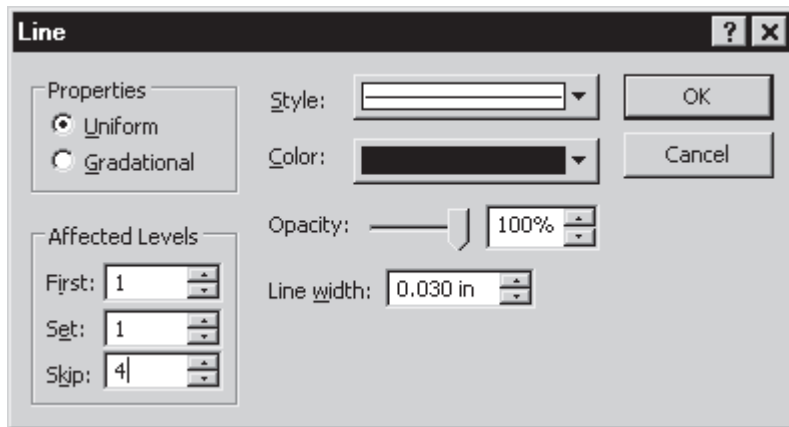 Line
Properties
Uniform
Gradational
Affected Levels
First: 1
Set: 1
Skip: 4
Style:
Color:
Opacity: 100%
Line width: 0.030 in
OK
Cancel